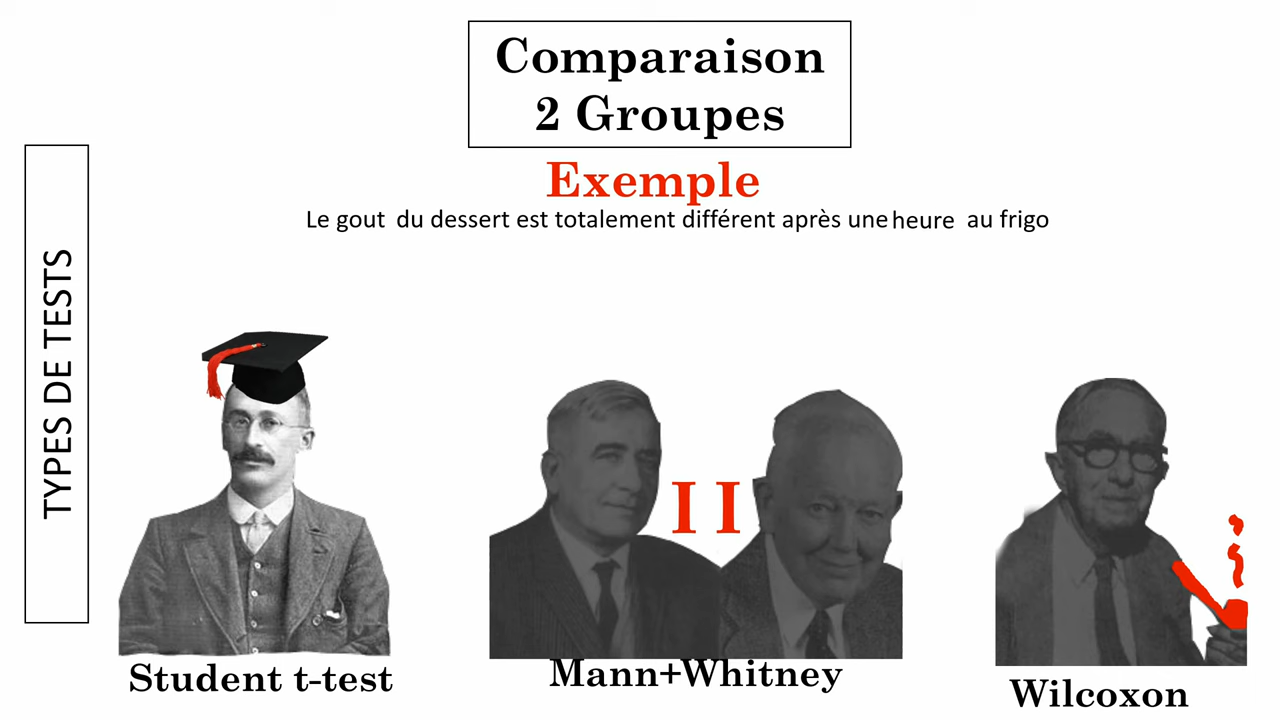 Comparaison
2 Groupes
Exemple
Le gout du dessert est totalement différent après une heure au frigo
TYPES DE TESTS
I I
Student t-test
Mann+Whitney
Wilcoxon